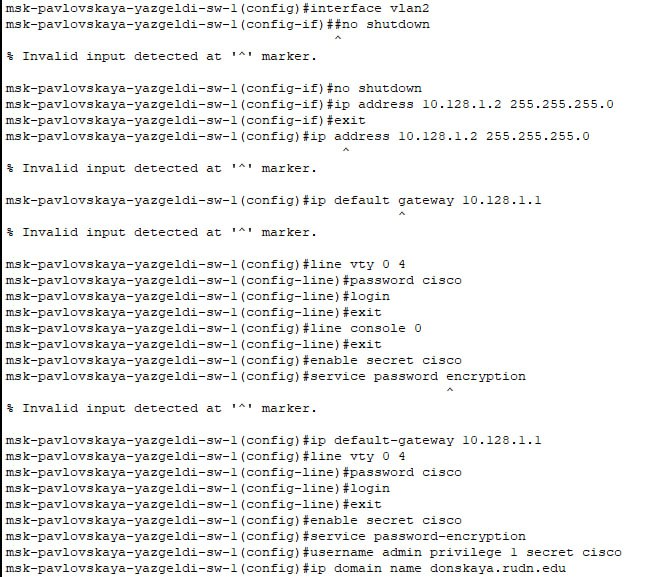 msk-pavlovskaya-yazgeldi-sw-1(config)#interface vlan2
msk-pavlovskaya-yazgeldi-sw-1(config-if)##no shutdown
^
% Invalid input detected at '^' marker.
msk-pavlovskaya-yazgeldi-sw-1(config-if)#no shutdown
msk-pavlovskaya-yazgeldi-sw-1(config-if)#ip address 10.128.1.2 255.255.255.0
msk-pavlovskaya-yazgeldi-sw-1(config-if)#exit
msk-pavlovskaya-yazgeldi-sw-1(config)#ip address 10.128.1.2 255.255.255.0
^
% Invalid input detected at '^' marker.
msk-pavlovskaya-yazgeldi-sw-1(config)#ip default gateway 10.128.1.1
^
% Invalid input detected at '^' marker.
msk-pavlovskaya-yazgeldi-sw-1(config)#line vty 0 4
msk-pavlovskaya-yazgeldi-sw-1(config-line)#password cisco
msk-pavlovskaya-yazgeldi-sw-1(config-line)#login
msk-pavlovskaya-yazgeldi-sw-1(config-line)#exit
msk-pavlovskaya-yazgeldi-sw-1(config)#line console 0
msk-pavlovskaya-yazgeldi-sw-1(config-line)#exit
msk-pavlovskaya-yazgeldi-sw-1(config)#enable secret cisco
msk-pavlovskaya-yazgeldi-sw-1(config)#service password encryption
^
% Invalid input detected at '^' marker.
msk-pavlovskaya-yazgeldi-sw-1(config)#ip default-gateway 10.128.1.1
msk-pavlovskaya-yazgeldi-sw-1(config)#line vty 0 4
msk-pavlovskaya-yazgeldi-sw-1(config-line)#password cisco
msk-pavlovskaya-yazgeldi-sw-1(config-line)#login
msk-pavlovskaya-yazgeldi-sw-1(config-line)#exit
msk-pavlovskaya-yazgeldi-sw-1(config)#enable secret cisco
msk-pavlovskaya-yazgeldi-sw-1(config)#service password-encryption
msk-pavlovskaya-yazgeldi-sw-1(config)#username admin privilege 1 secret cisco
msk-pavlovskaya-yazgeldi-sw-1(config)#ip domain name donskaya.rudn.edu